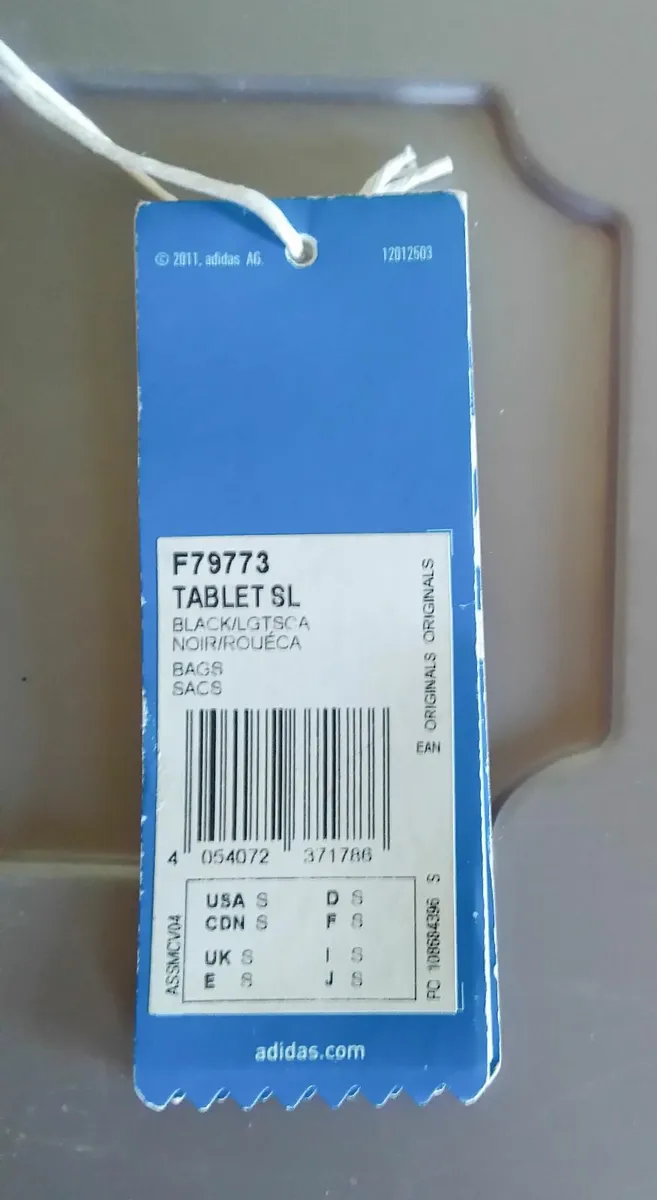 © 2011, adidas AG.
12012603
F79773
TABLET SL
BLACK/LGTSCA
NOIR/ROUÉCA
BAGS
SACS
ORIGINALS ORIGINALS
EAN
4 054072 371786
USA S D S
CDN S F S
UK S I S
E S J S
ASSMCV04
PO 108684396 S
adidas.com